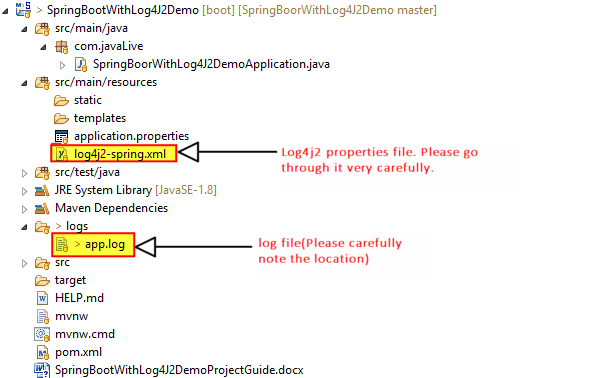 > SpringBootWithLog4J2Demo [boot] [SpringBoorWithLog4J2Demo master]
src/main/java
com.javaLive
SpringBoorWithLog4J2DemoApplication.java
src/main/resources
static
templates
application.properties
log4j2-spring.xml
Log4j2 properties file. Please go
through it very carefully.
src/test/java
JRE System Library [JavaSE-1.8]
Maven Dependencies
> logs
> app.log
log file(Please carefully
note the location)
src
target
HELP.md
mvnw
mvnw.cmd
pom.xml
SpringBootWithLog4J2DemoProjectGuide.docx